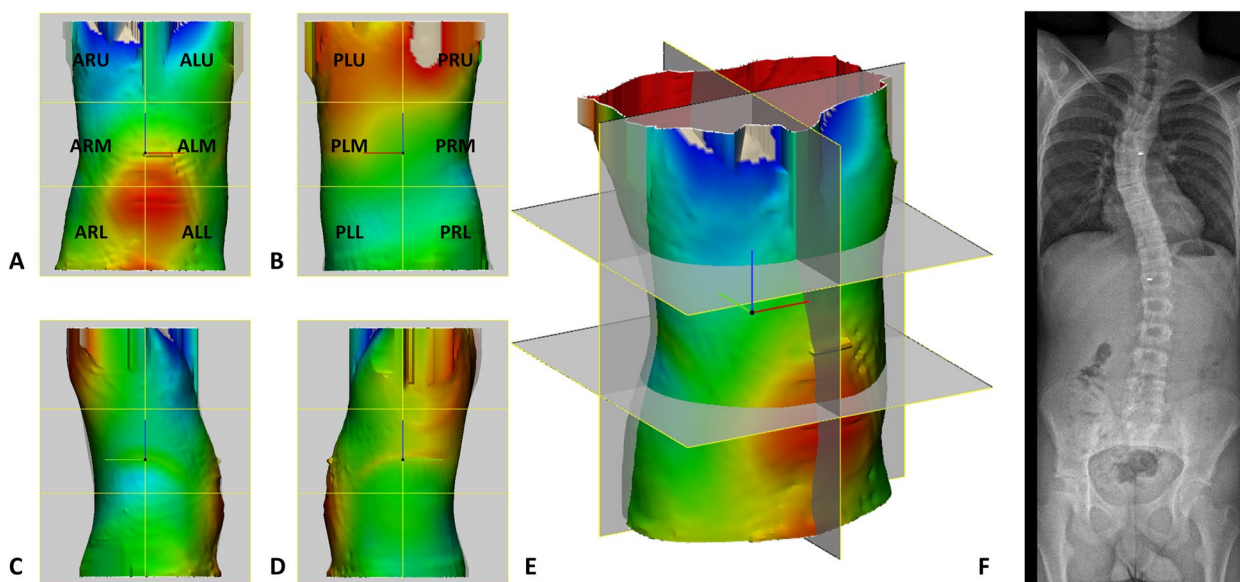 ARU ALU
ARM ALM
ARL ALL
A
PLU PRU
PLM PRM
PLL PRL
B
C
D
E
F